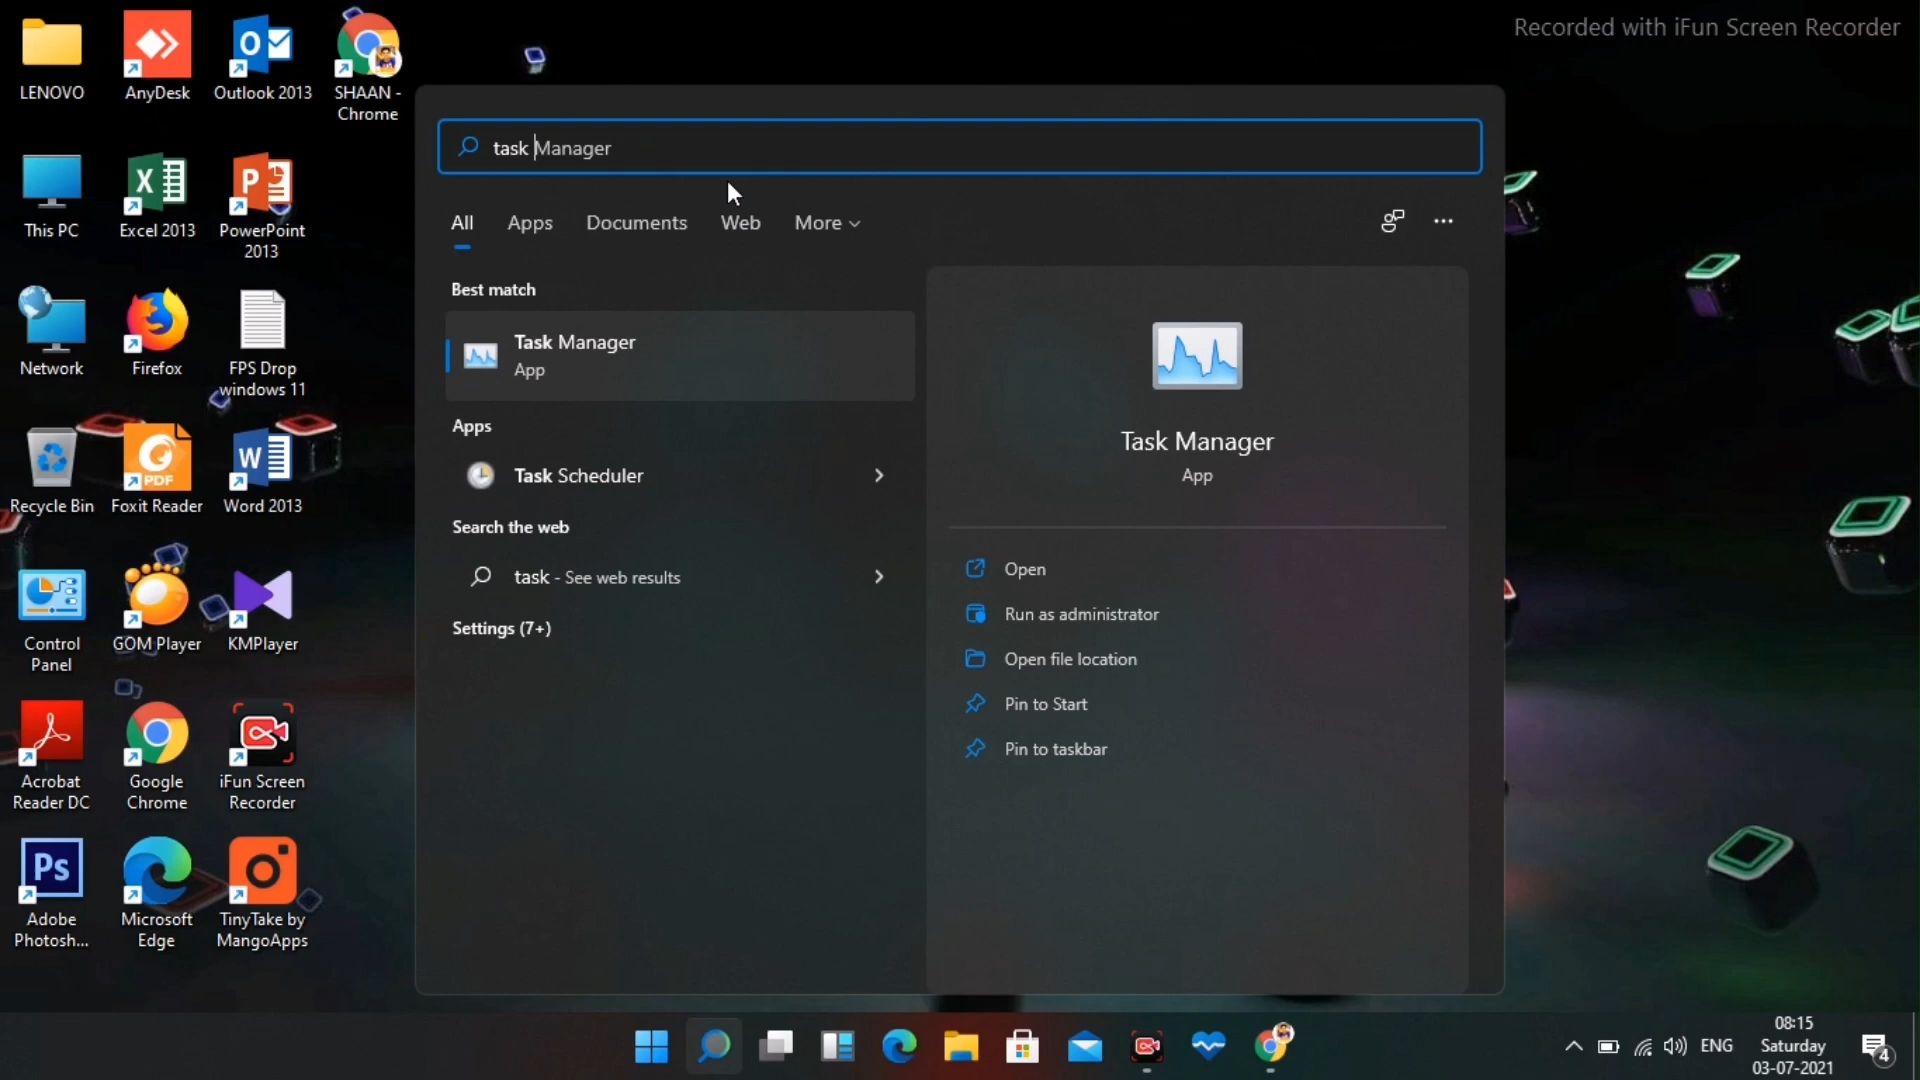 Recorded with iFun Screen Recorder
LENOVO
AnyDesk
Outlook 2013
SHAAN -
Chrome
This PC
Excel 2013
PowerPoint
2013
Network
Firefox
FPS Drop
windows 11
Recycle Bin
Foxit Reader
Word 2013
Control
Panel
GOM Player
KMPlayer
Acrobat
Reader DC
Google
Chrome
iFun Screen
Recorder
Adobe
Photosh...
Microsoft
Edge
TinyTake by
MangoApps
PDF
Ps
task Manager
All
Apps
Documents
Web
More
Best match
Task Manager
App
Apps
Task Scheduler
Search the web
task - See web results
Settings (7+)
Task Manager
App
Open
Run as administrator
Open file location
Pin to Start
Pin to taskbar
ENG
08:15
Saturday
03-07-2021
4